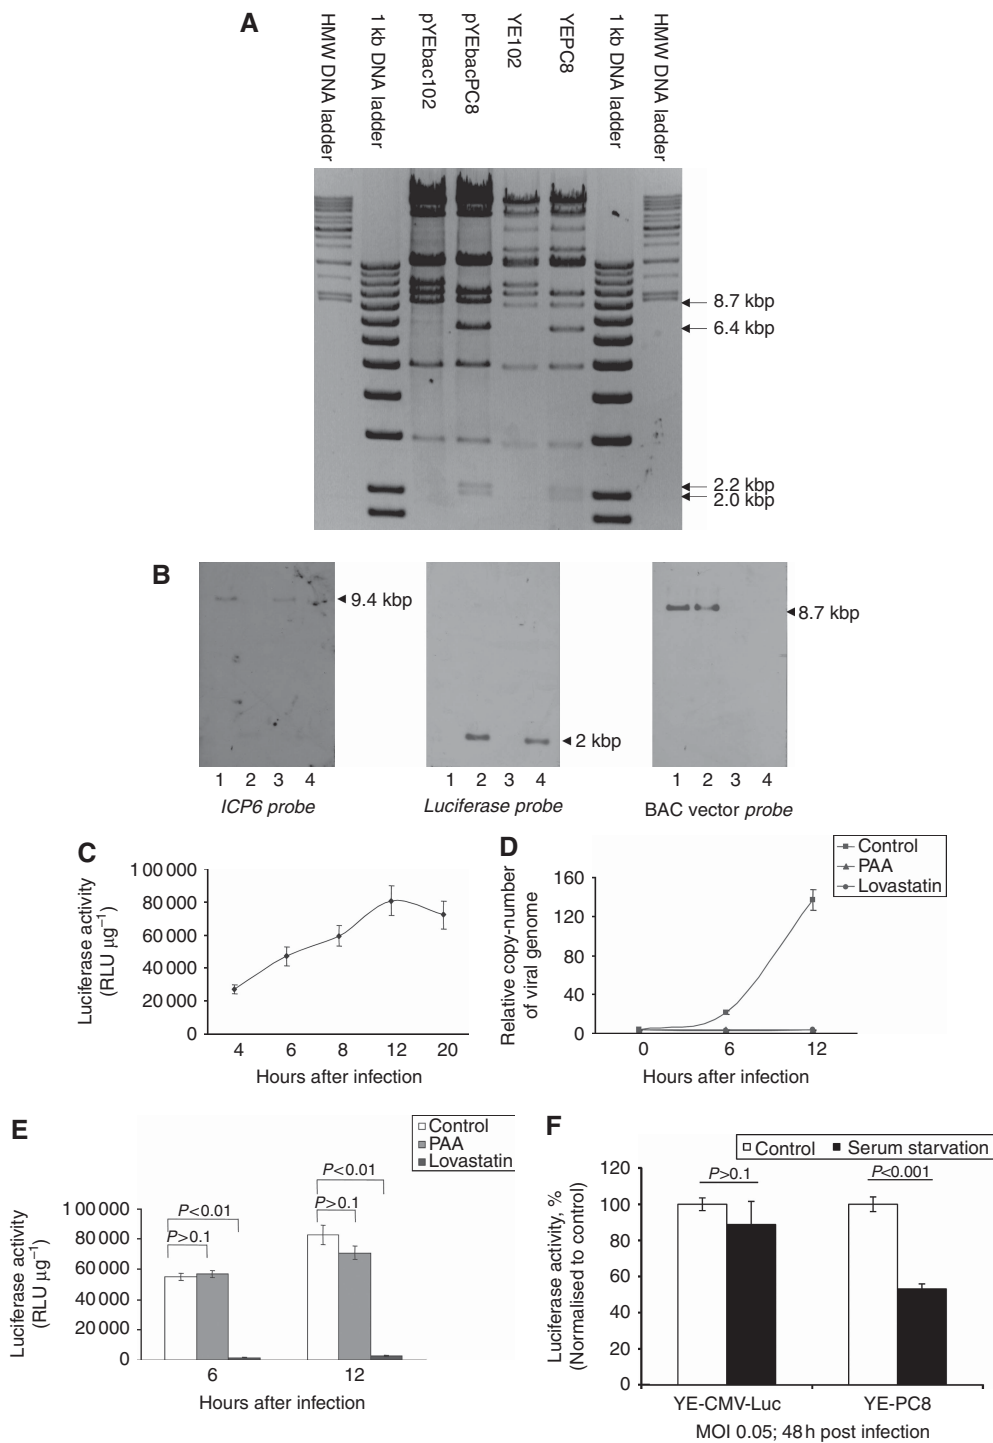 A
HMW DNA ladder
1 kb DNA ladder
pYEbac102
pYEbacPC8
YE102
YEPC8
1 kb DNA ladder
HMW DNA ladder
8.7 kbp
6.4 kbp
2.2 kbp
2.0 kbp
B
9.4 kbp
1 2 3 4
ICP6 probe
2 kbp
1 2 3 4
Luciferase probe
8.7 kbp
1 2 3 4
BAC vector probe
C
Luciferase activity
(RLU µg⁻¹)
100 000
80 000
60 000
40 000
20 000
0
4 6 8 12 20
Hours after infection
D
Control
PAA
Lovastatin
Relative copy-number
of viral genome
160
120
80
40
0
0 6 12
Hours after infection
E
Control
PAA
Lovastatin
Luciferase activity
(RLU µg⁻¹)
100 000
80 000
60 000
40 000
20 000
0
P<0.01
P>0.1
P<0.01
P>0.1
6 12
Hours after infection
F
Control Serum starvation
Luciferase activity, %
(Normalised to control)
120
100
80
60
40
20
0
P>0.1
P<0.001
YE-CMV-Luc YE-PC8
MOI 0.05; 48 h post infection